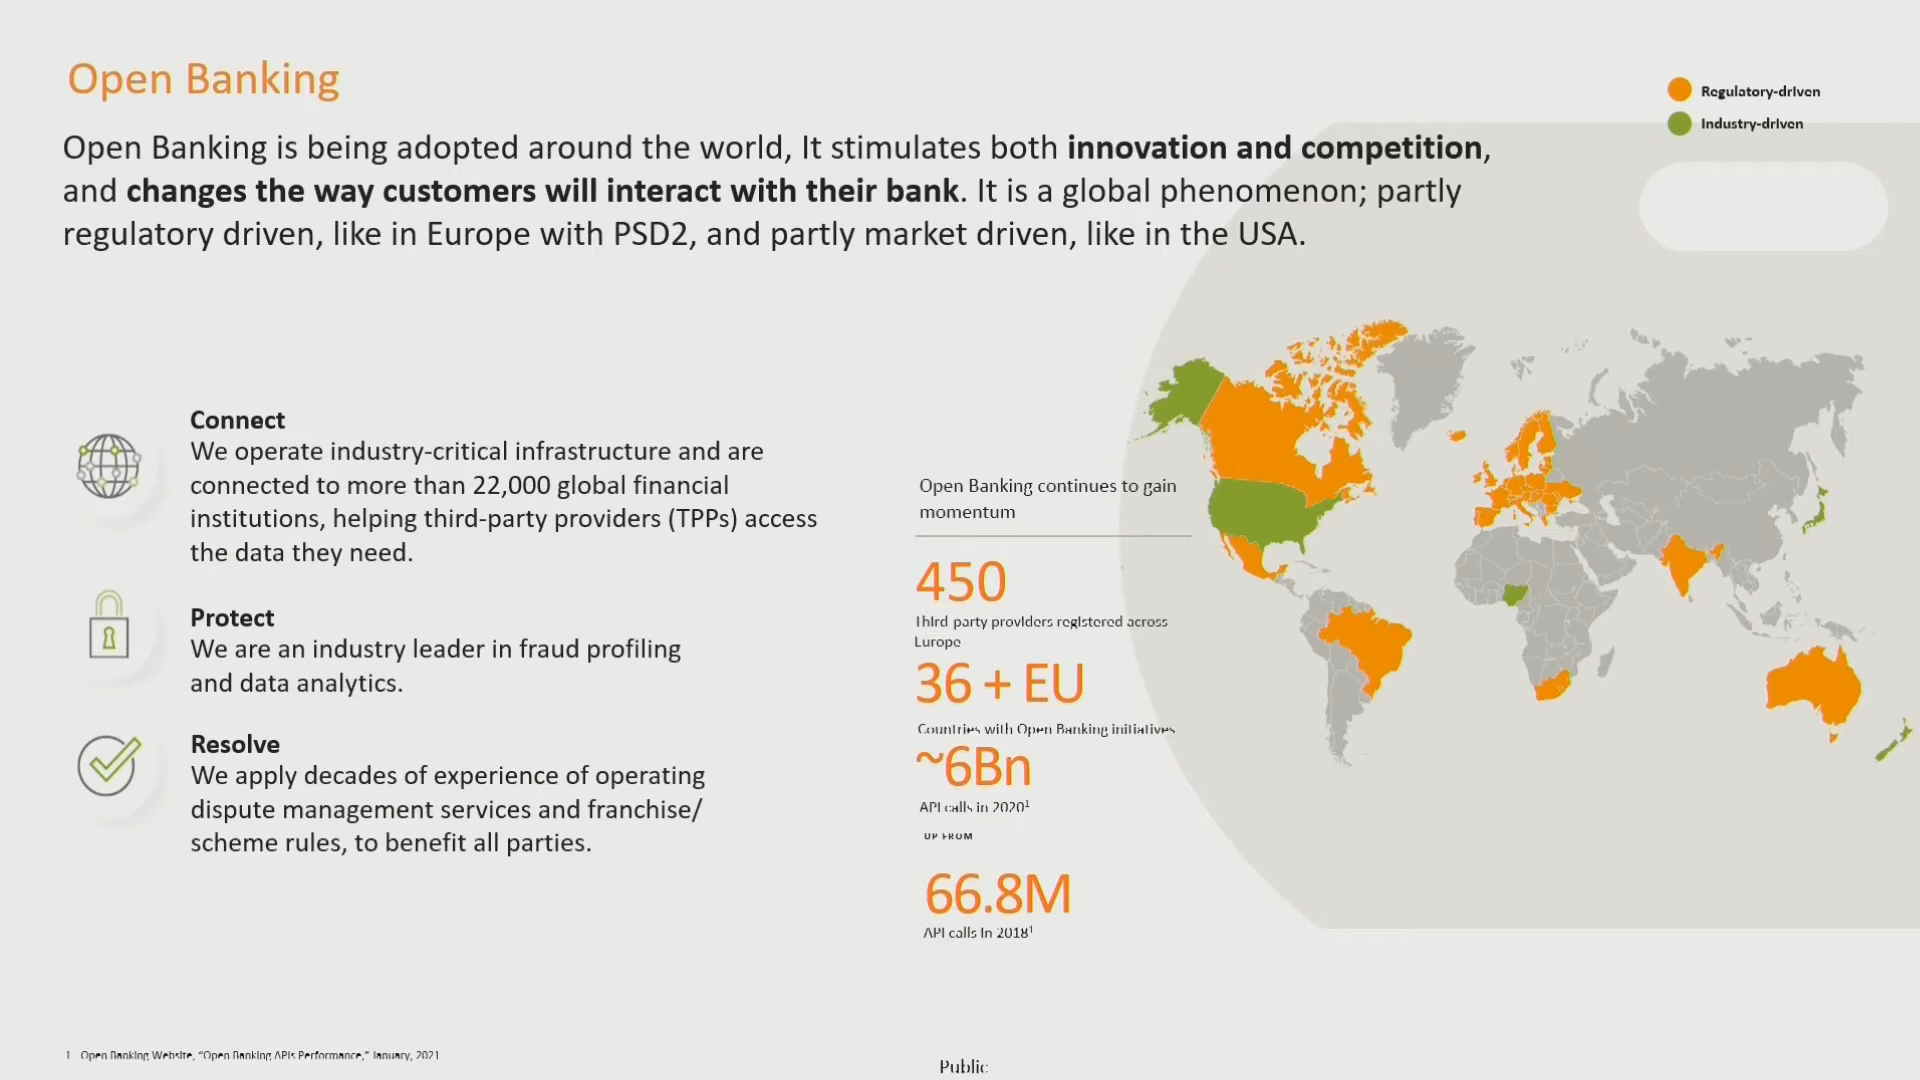 Open Banking
Open Banking is being adopted around the world, It stimulates both innovation and competition,
and changes the way customers will interact with their bank. It is a global phenomenon; partly
regulatory driven, like in Europe with PSD2, and partly market driven, like in the USA.
Regulatory-driven
Industry-driven
Connect
We operate industry-critical infrastructure and are
connected to more than 22,000 global financial
institutions, helping third-party providers (TPPs) access
the data they need.
Protect
We are an industry leader in fraud profiling
and data analytics.
Resolve
We apply decades of experience of operating
dispute management services and franchise/
scheme rules, to benefit all parties.
Open Banking continues to gain
momentum
450
Third party providers registered across
Europe
36 + EU
Countries with Open Banking initiatives
~6Bn
API calls in 2020¹
UP FROM
66.8M
API calls in 2018¹
1 Open Banking Website, “Open Banking APIs Performance,” January, 2021
Public